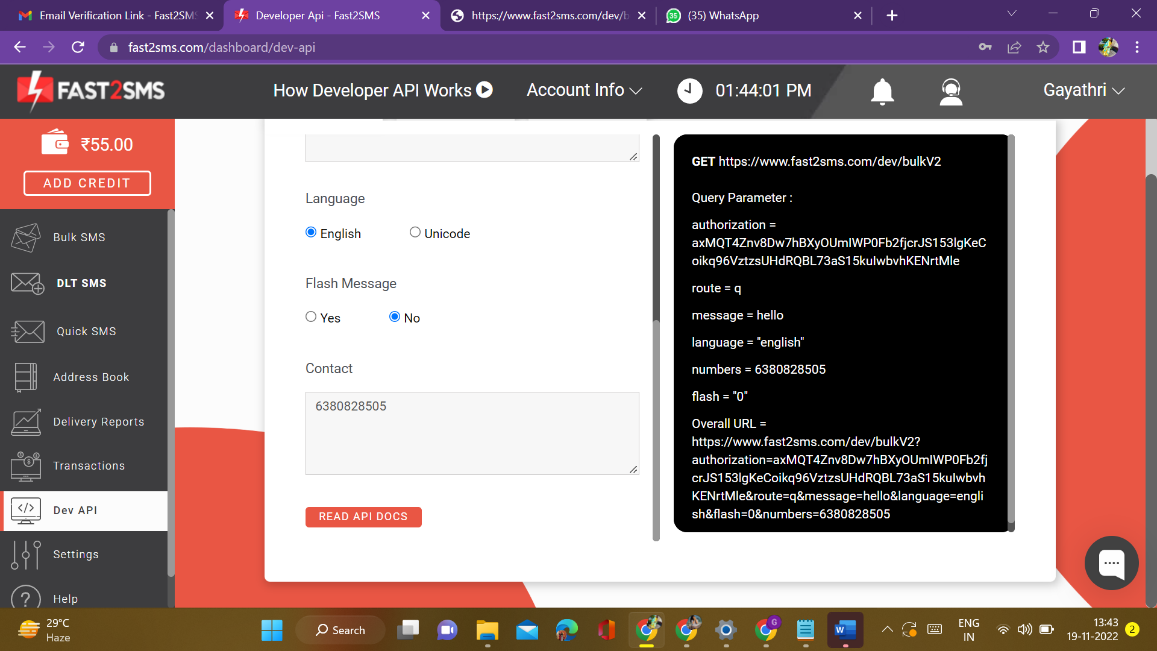 Email Verification Link - Fast2SM
Developer Api - Fast2SMS
https://www.fast2sms.com/dev/b
(35) WhatsApp
fast2sms.com/dashboard/dev-api
FAST2SMS
How Developer API Works
Account Info
01:44:01 PM
Gayathri
₹55.00
ADD CREDIT
Bulk SMS
DLT SMS
Quick SMS
Address Book
Delivery Reports
Transactions
Dev API
Settings
Help
Language
English
Unicode
Flash Message
Yes
No
Contact
6380828505
READ API DOCS
GET https://www.fast2sms.com/dev/bulkV2
Query Parameter :
authorization =
axMQT4Znv8Dw7hBXyOUmIWP0Fb2fjcrJS153lgKeC
oikq96VztzsUHdRQBL73aS15kuIwbvhKENrtMle
route = q
message = hello
language = "english"
numbers = 6380828505
flash = "0"
Overall URL =
https://www.fast2sms.com/dev/bulkV2?
authorization=axMQT4Znv8Dw7hBXyOUmIWP0Fb2fj
crJS153lgKeCoikq96VztzsUHdRQBL73aS15kuIwbvh
KENrtMle&route=q&message=hello&language=engli
sh&flash=0&numbers=6380828505
29°C
Haze
Search
ENG
IN
13:43
19-11-2022
2